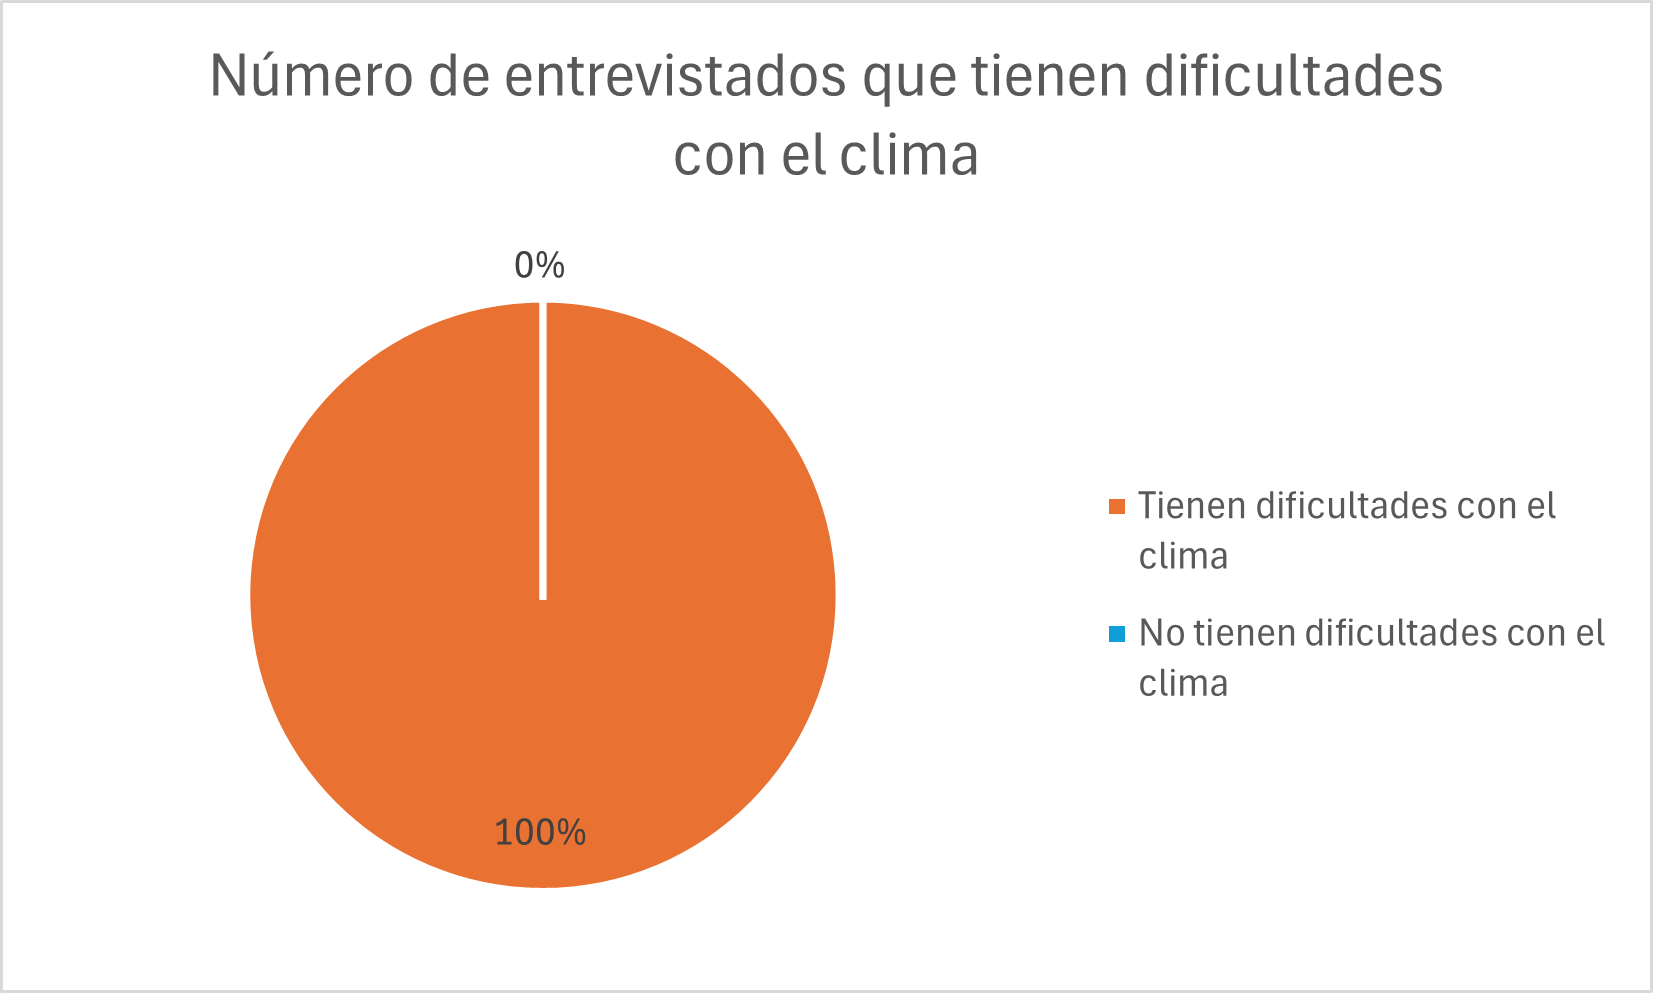 Número de entrevistados que tienen dificultades
con el clima
0%
100%
Tienen dificultades con el
clima
No tienen dificultades con el
clima